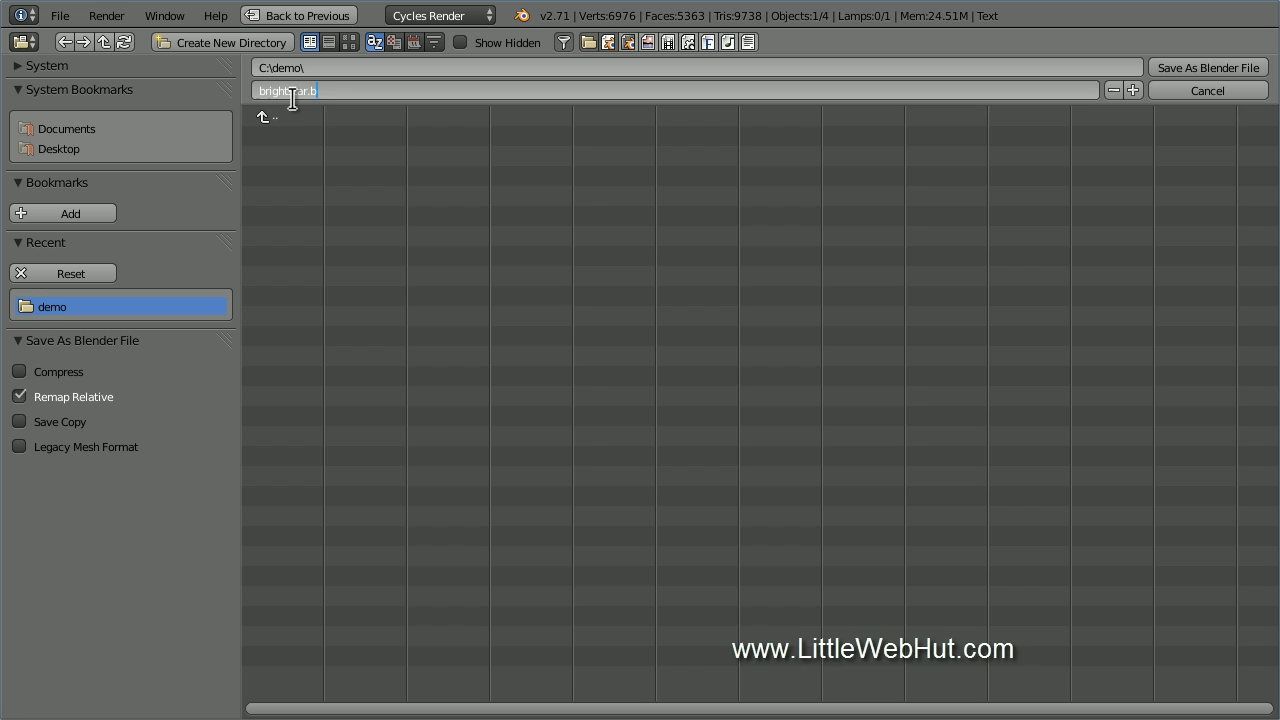 File Render Window Help Back to Previous Cycles Render v2.71 | Verts:6976 | Faces:5363 | Tris:9738 | Objects:1/4 | Lamps:0/1 | Mem:24.51M | Text
Create New Directory Show Hidden
System
C:\demo\ Save As Blender File
System Bookmarks
Cancel
..
Documents
Desktop
Bookmarks
Add
Recent
Reset
demo
Save As Blender File
Compress
Remap Relative
Save Copy
Legacy Mesh Format
www.LittleWebHut.com